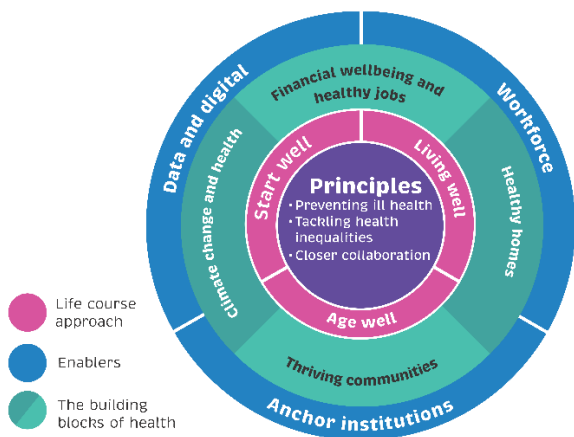 Data and digital
Workforce
Anchor institutions
Financial wellbeing and
healthy jobs
Healthy homes
Thriving communities
Climate change and health
Start well
Living well
Age well
Principles
• Preventing ill health
• Tackling health
inequalities
• Closer collaboration
Life course
approach
Enablers
The building
blocks of health